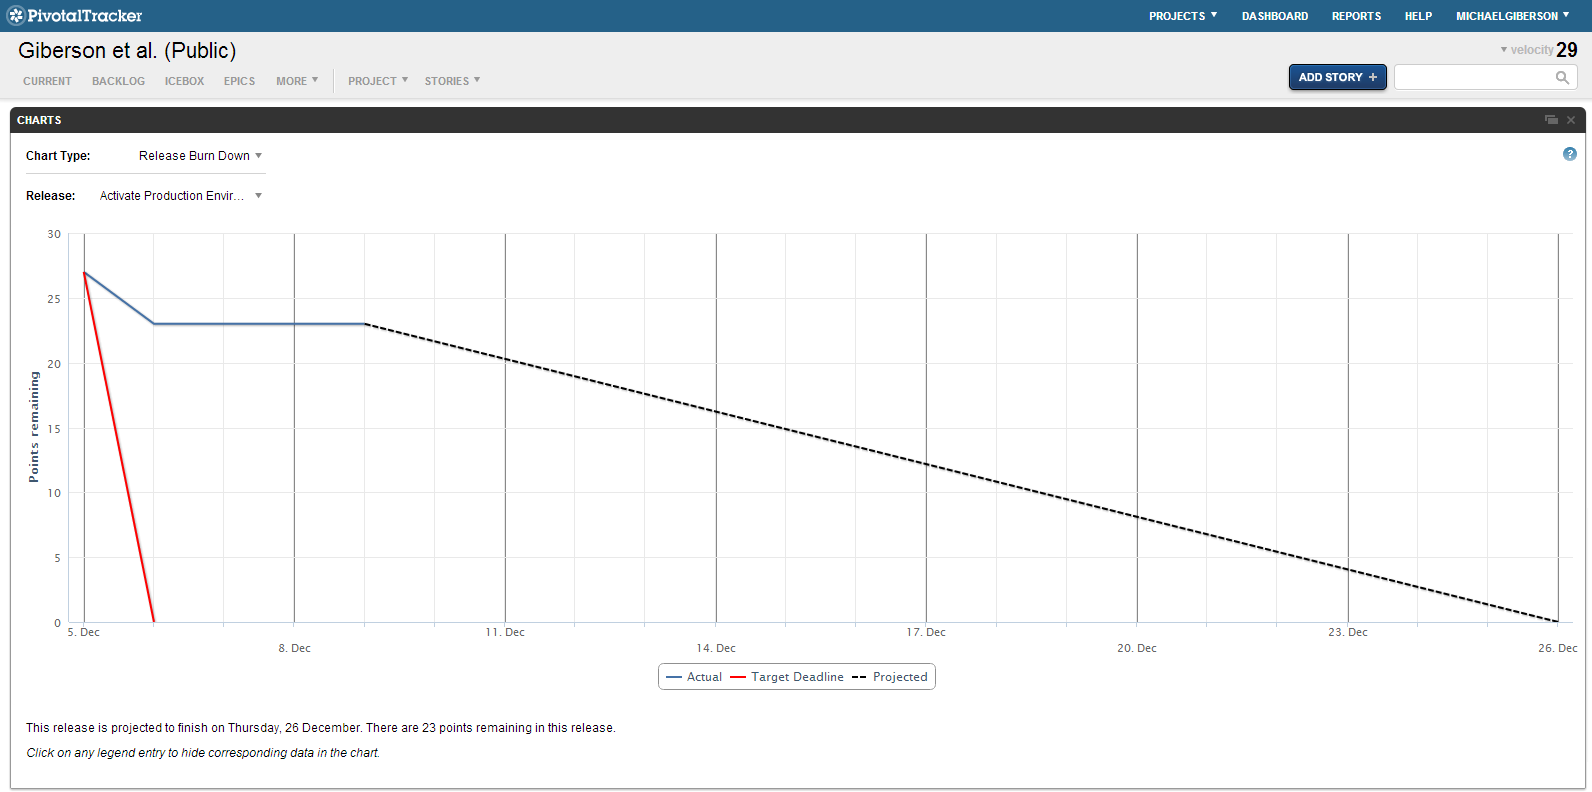 PivotalTracker PROJECTS DASHBOARD REPORTS HELP MICHAELGIBERSON
Giberson et al. (Public) velocity 29
CURRENT BACKLOG ICEBOX EPICS MORE PROJECT STORIES ADD STORY +
CHARTS
Chart Type: Release Burn Down ?
Release: Activate Production Envir...
30
25
20
15
10
5
0
Points remaining
5. Dec 11. Dec 17. Dec 23. Dec
8. Dec 14. Dec 20. Dec 26. Dec
Actual Target Deadline Projected
This release is projected to finish on Thursday, 26 December. There are 23 points remaining in this release.
Click on any legend entry to hide corresponding data in the chart.